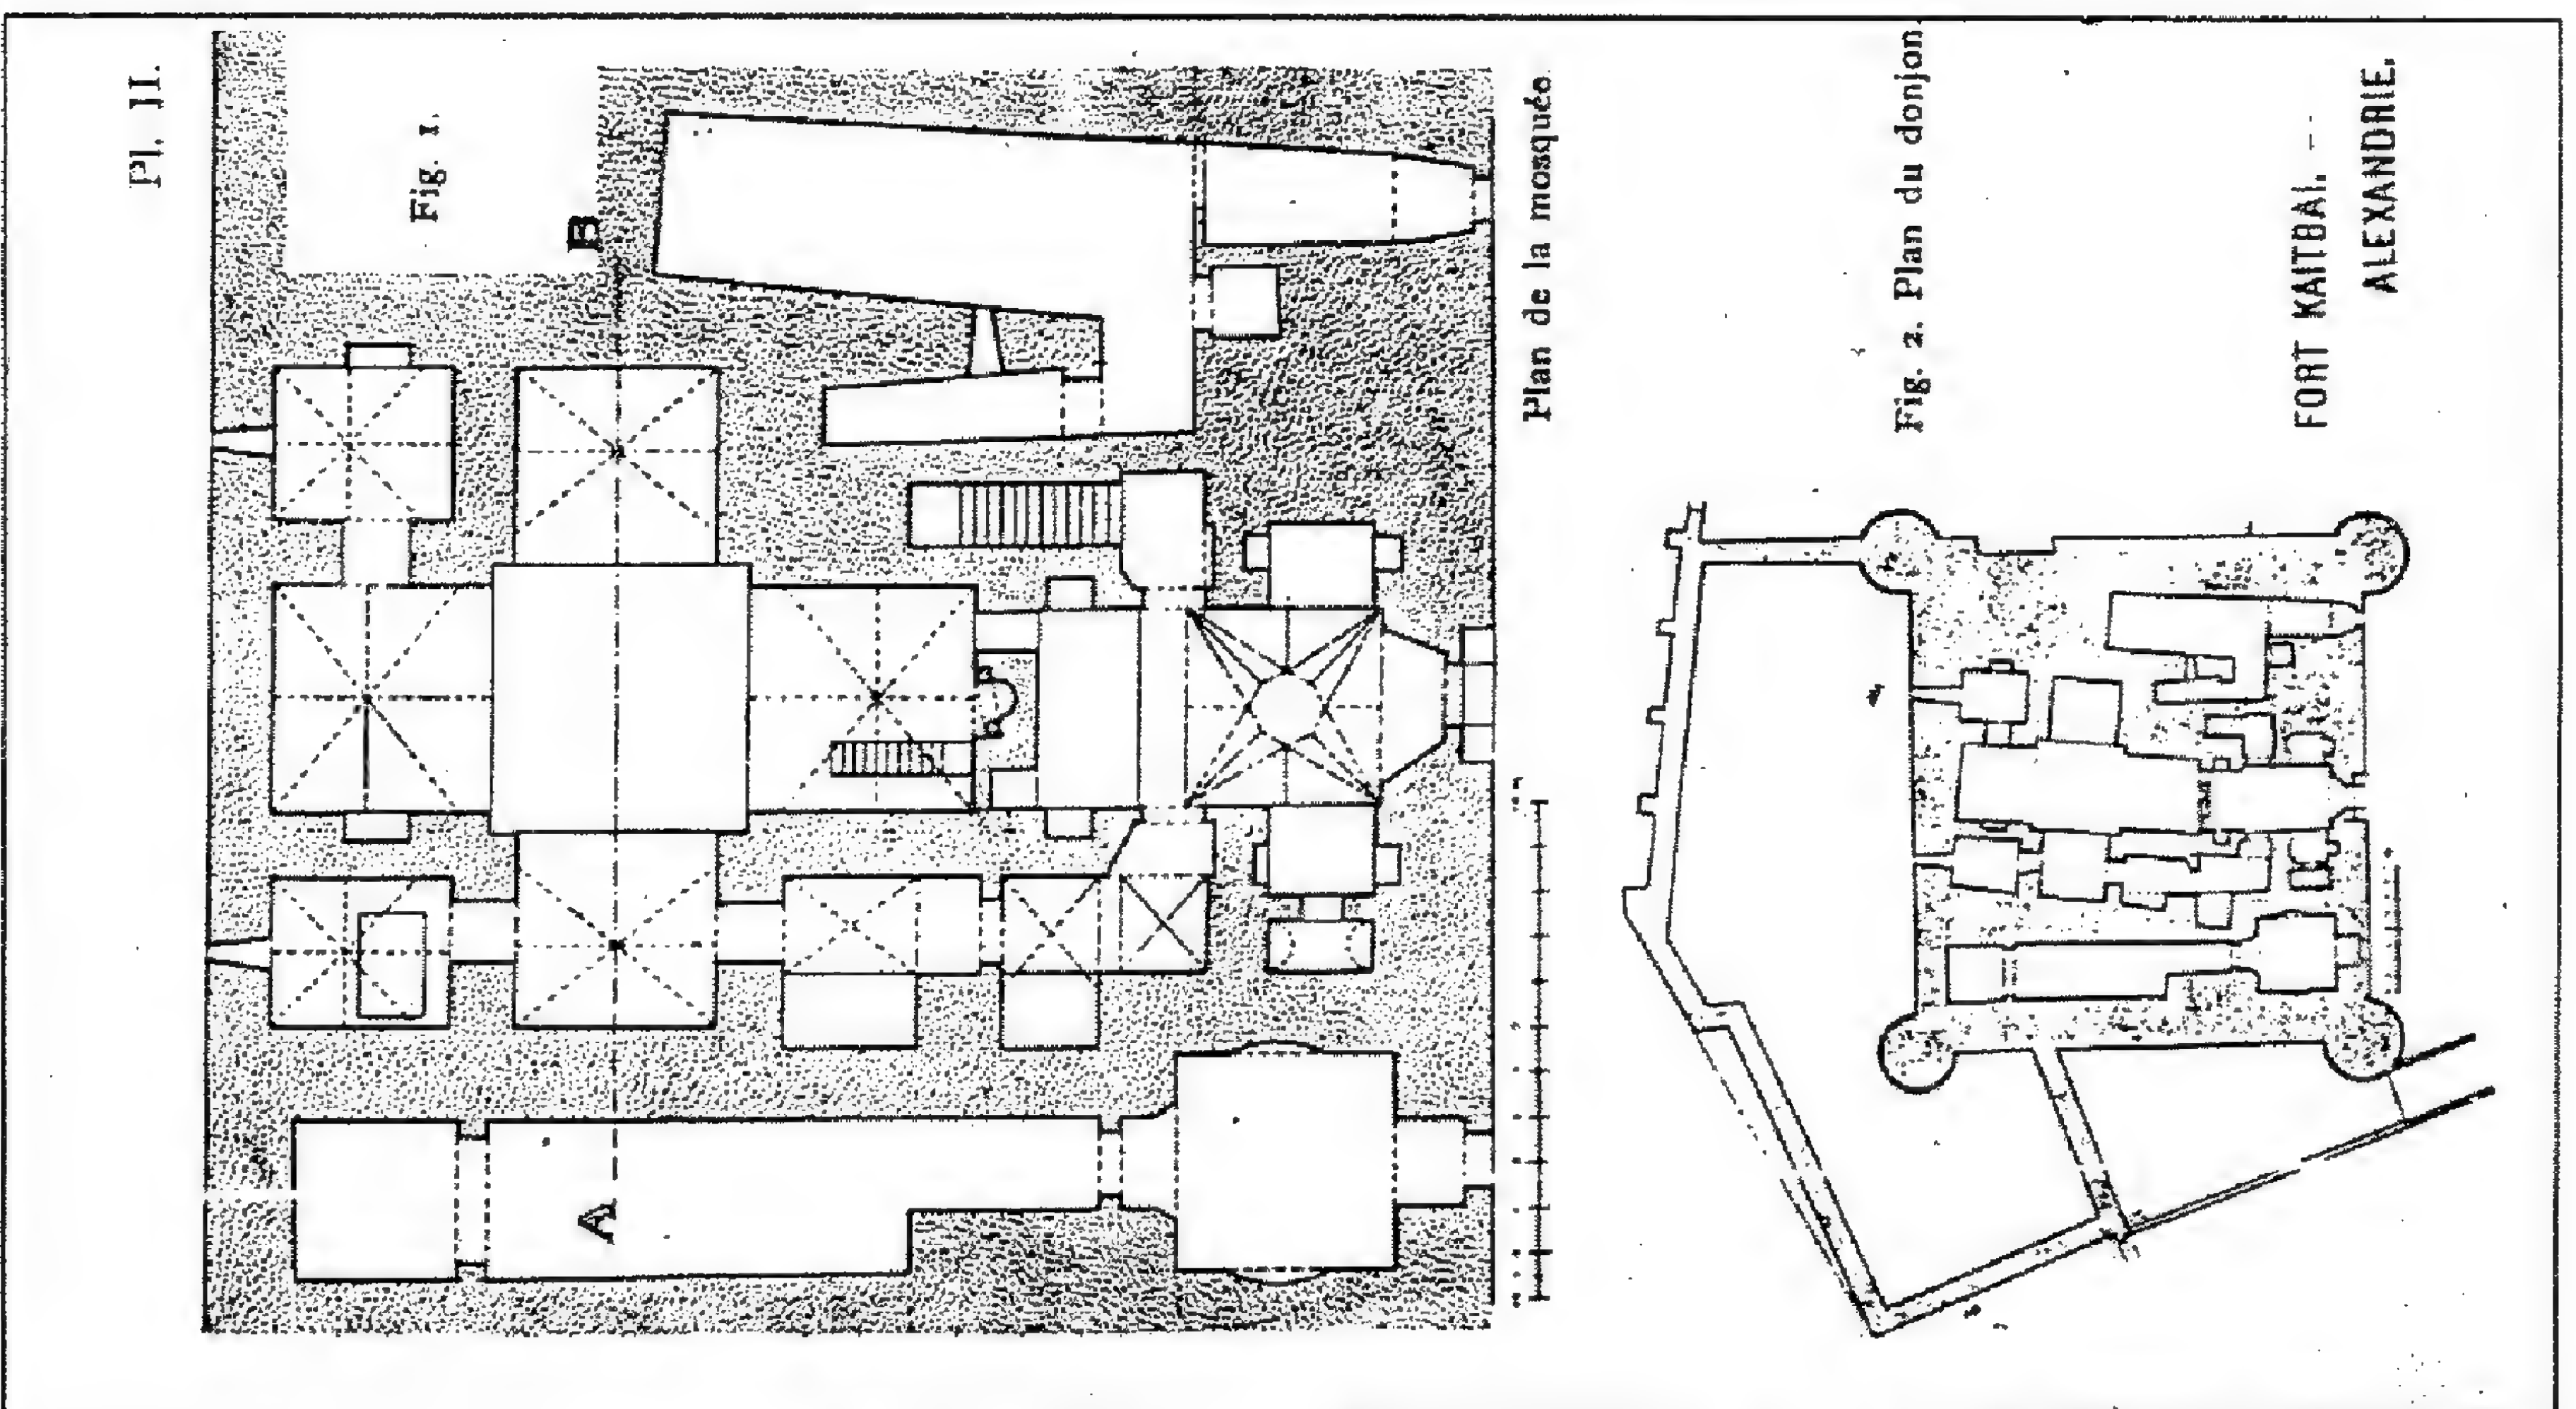 Pl. II.
Fig. 1.
B
A
Plan de la mosquée
Fig. 2. Plan du donjon
FORT KAITBAI. –
ALEXANDRIE.